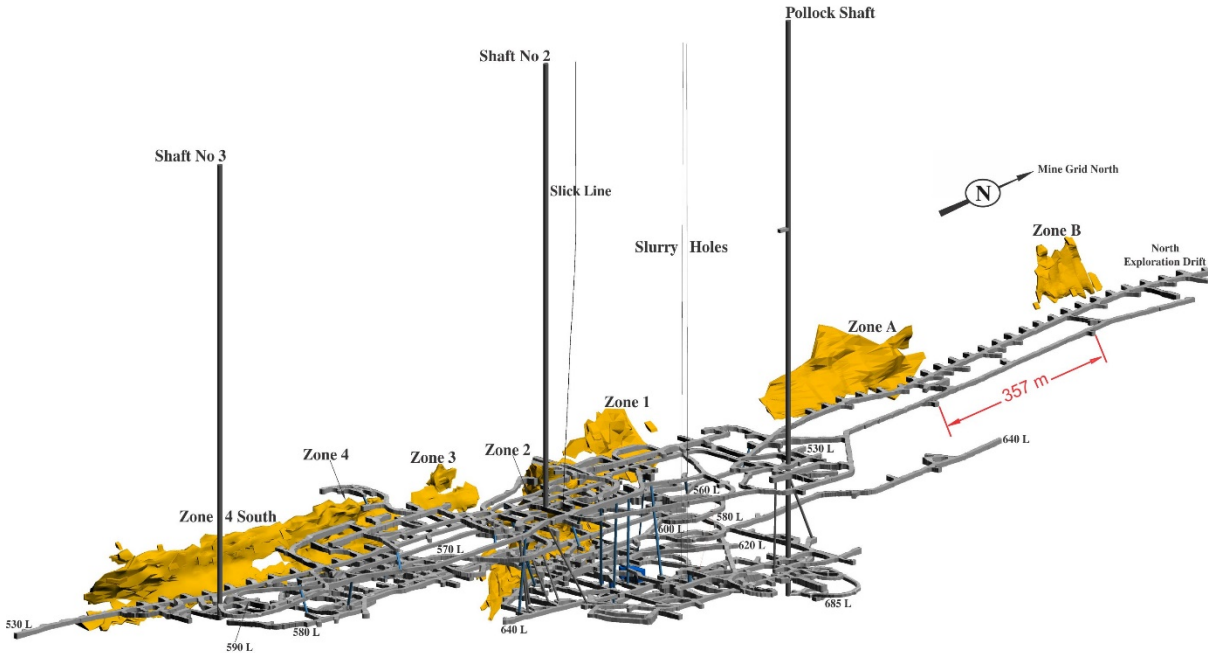 Pollock Shaft
Shaft No 2
Shaft No 3
Slick Line
Mine Grid North
N
Slurry Holes
Zone B
North
Exploration Drift
Zone A
357 m
Zone 1
Zone 2
Zone 3
Zone 4
Zone 4 South
530 L
640 L
560 L
580 L
600 L
570 L
620 L
685 L
530 L
590 L
580 L
640 L